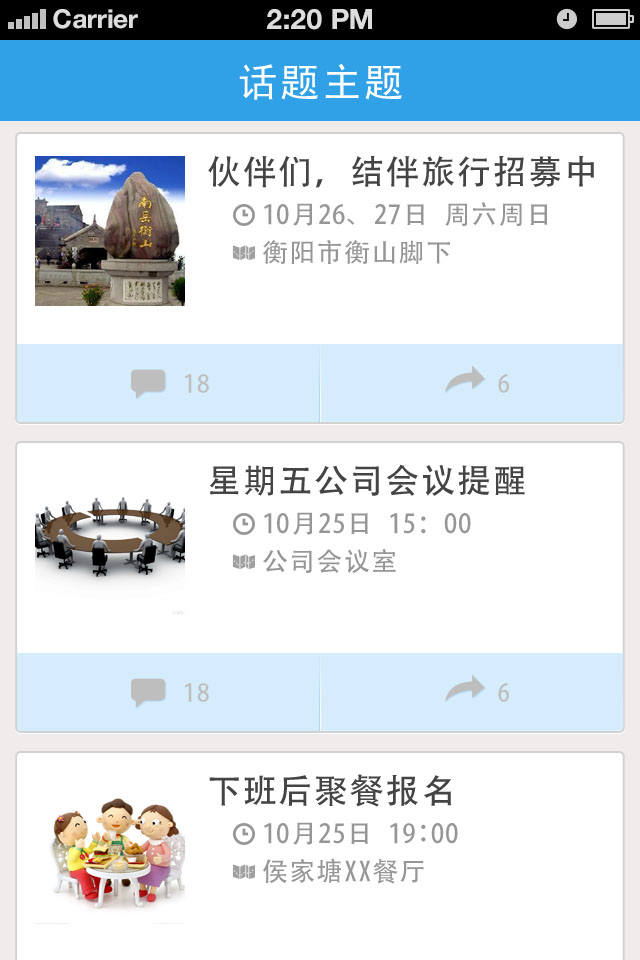 Carrier 2:20 PM
话题主题
伙伴们，结伴旅行招募中
10月26、27日 周六周日
衡阳市衡山脚下
南岳衡山
18 6
星期五公司会议提醒
10月25日 15：00
公司会议室
18 6
下班后聚餐报名
10月25日 19:00
侯家塘XX餐厅